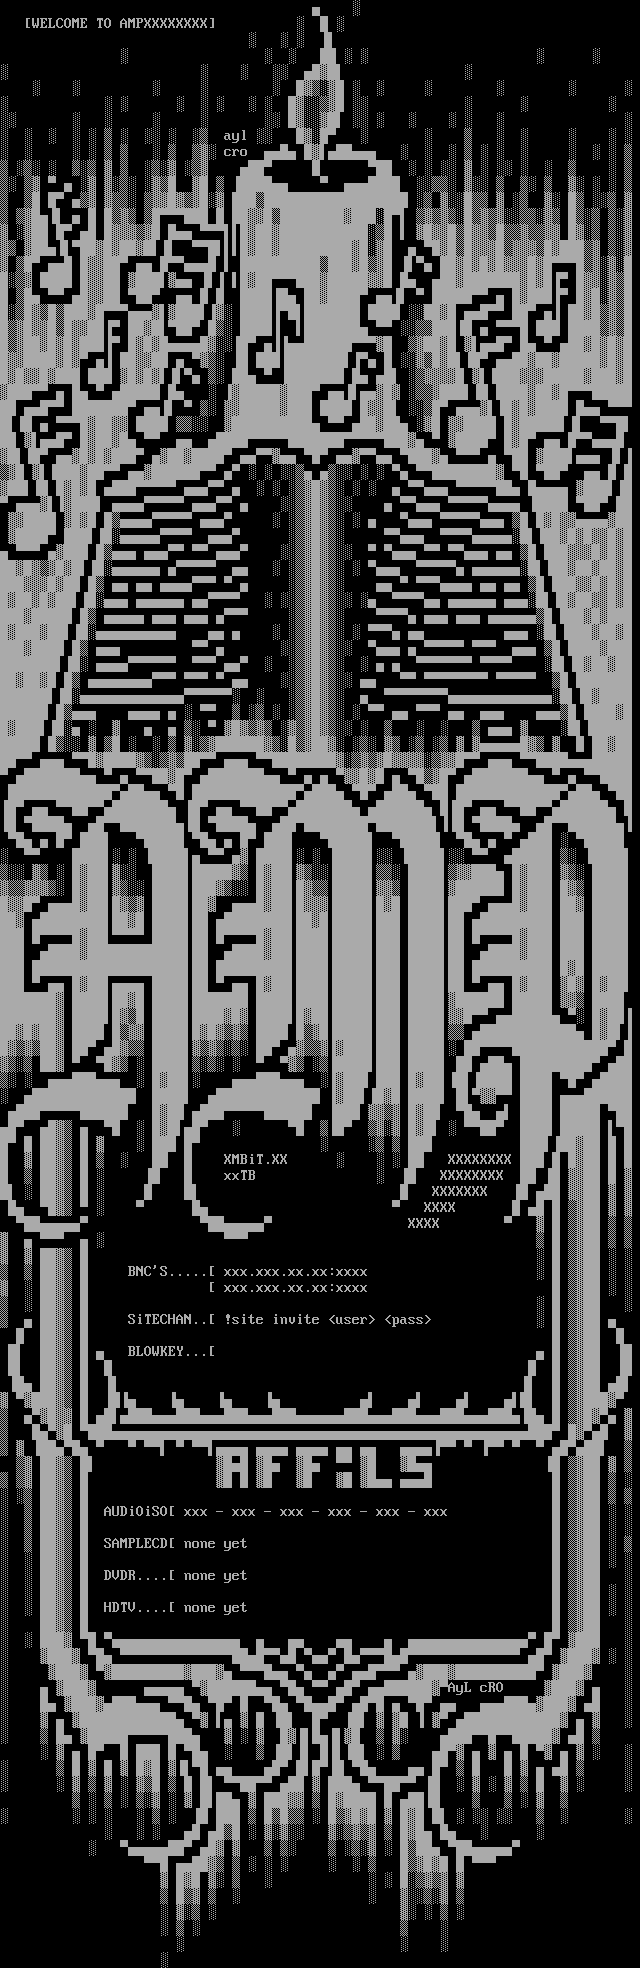 [WELCOME TO AMPXXXXXXXX]
ayl
cro
AMP
XMBiT.XX XXXXXXXX
xxTB XXXXXXXX
XXXXXXX
XXXX
XXXX
BNC'S.....[ xxx.xxx.xx.xx:xxxx
[ xxx.xxx.xx.xx:xxxx
SiTECHAN..[ !site invite <user> <pass>
BLOWKEY...[
AFFiLS
AUDiOiSO[ xxx - xxx - xxx - xxx - xxx - xxx
SAMPLECD[ none yet
DVDR....[ none yet
HDTV....[ none yet
AyL cRO